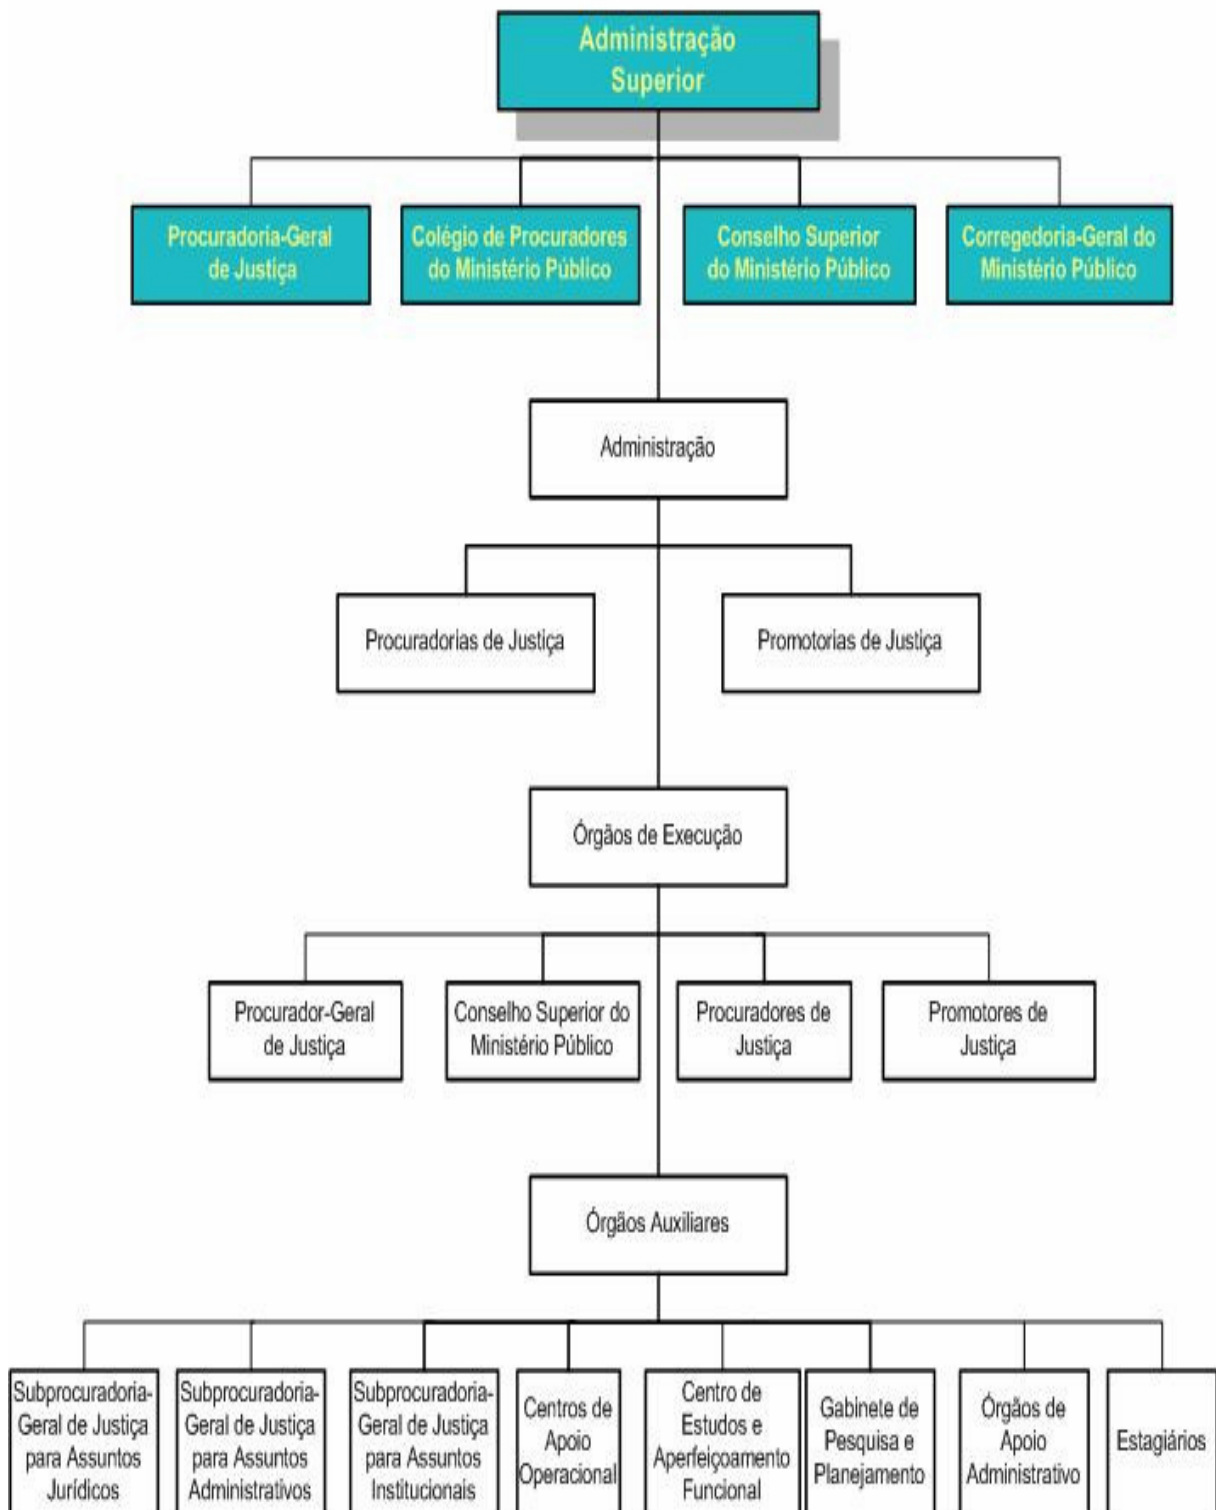 Administração
Superior
Procuradoria-Geral
de Justiça
Colégio de Procuradores
do Ministério Público
Conselho Superior
do Ministério Público
Corregedoria-Geral do
Ministério Público
Administração
Procuradorias de Justiça
Promotorias de Justiça
Órgãos de Execução
Procurador-Geral
de Justiça
Conselho Superior do
Ministério Público
Procuradores de
Justiça
Promotores de
Justiça
Órgãos Auxiliares
Subprocuradoria-
Geral de Justiça
para Assuntos
Jurídicos
Subprocuradoria-
Geral de Justiça
para Assuntos
Administrativos
Subprocuradoria-
Geral de Justiça
para Assuntos
Institucionais
Centros de
Apoio
Operacional
Centro de
Estudos e
Aperfeiçoamento
Funcional
Gabinete de
Pesquisa e
Planejamento
Órgãos de
Apoio
Administrativo
Estagiários